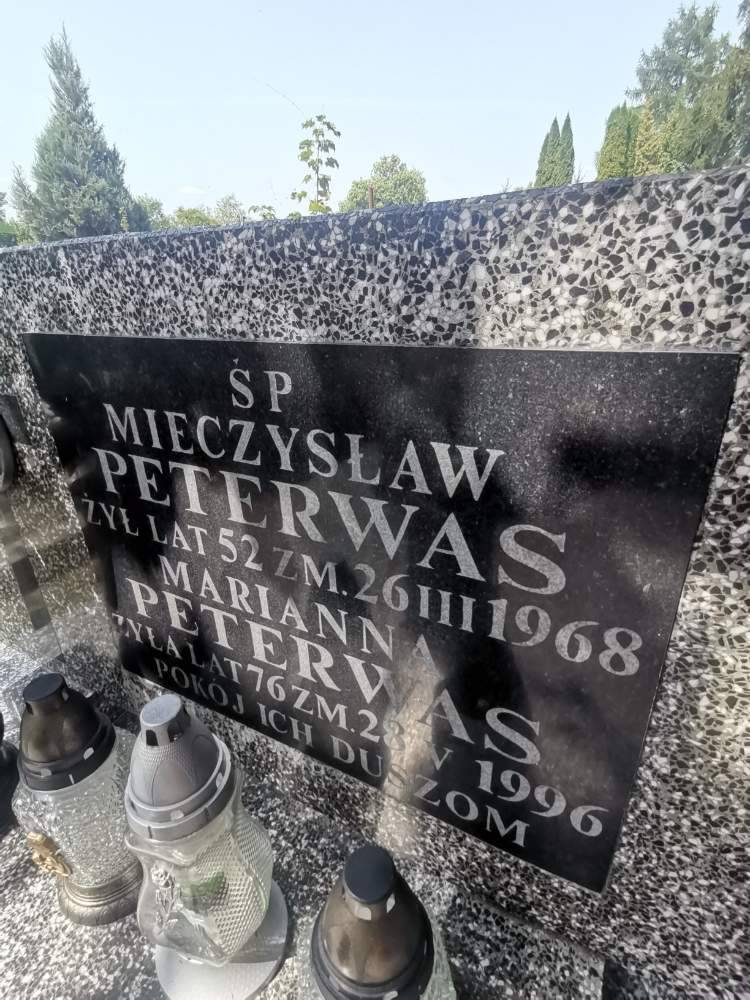 ŚP
MIECZYSŁAW
PETERWAS
ŻYŁ LAT 52 ZM. 26 III 1968
MARIANNA
PETERWAS
ŻYŁA LAT 76 ZM. 28 V 1996
POKÓJ ICH DUSZOM